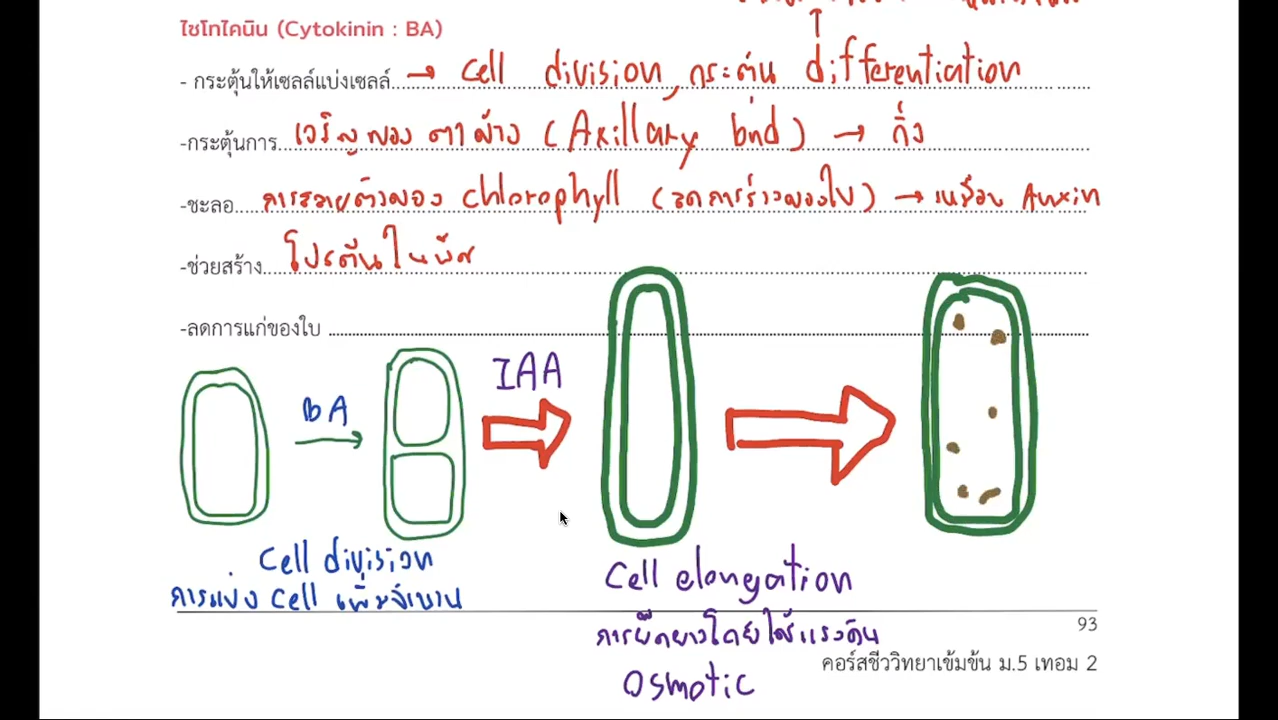 ไซโทไคนิน (Cytokinin : BA)
- กระตุ้นให้เซลล์แบ่งเซลล์ → cell division, กระตุ้น differentiation
-กระตุ้นการ เจริญของตาข้าง (Axillary bud) → กิ่ง
-ชะลอ การสลายตัวของ chlorophyll (ลดการร่วงของใบ) → เหมือน Auxin
-ช่วยสร้าง โปรตีนในพืช
-ลดการแก่ของใบ
IAA
BA
Cell division
การแบ่ง Cell เพิ่มจำนวน
Cell elongation
การยืดยาวโดยใช้แรงดัน
Osmotic
93
คอร์สชีววิทยาเข้มข้น ม.5 เทอม 2